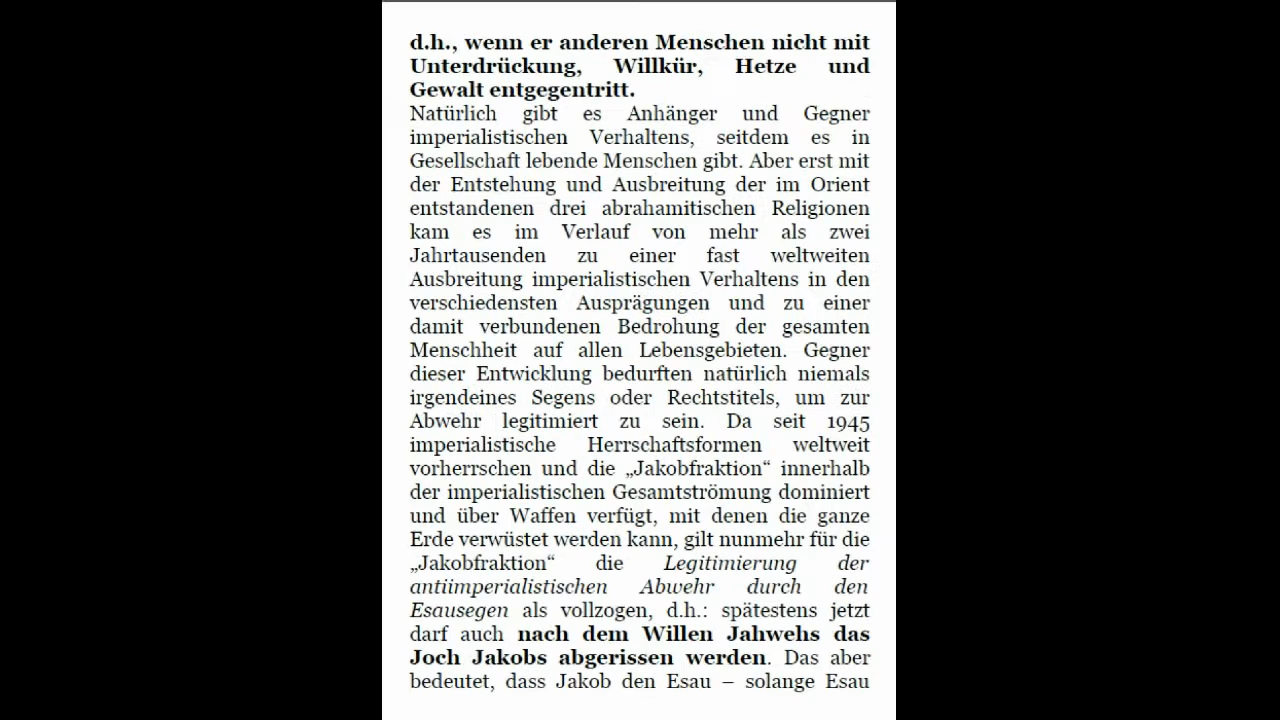 d.h., wenn er anderen Menschen nicht mit
Unterdrückung, Willkür, Hetze und
Gewalt entgegentritt.
Natürlich gibt es Anhänger und Gegner
imperialistischen Verhaltens, seitdem es in
Gesellschaft lebende Menschen gibt. Aber erst mit
der Entstehung und Ausbreitung der im Orient
entstandenen drei abrahamitischen Religionen
kam es im Verlauf von mehr als zwei
Jahrtausenden zu einer fast weltweiten
Ausbreitung imperialistischen Verhaltens in den
verschiedensten Ausprägungen und zu einer
damit verbundenen Bedrohung der gesamten
Menschheit auf allen Lebensgebieten. Gegner
dieser Entwicklung bedurften natürlich niemals
irgendeines Segens oder Rechtstitels, um zur
Abwehr legitimiert zu sein. Da seit 1945
imperialistische Herrschaftsformen weltweit
vorherrschen und die „Jakobfraktion“ innerhalb
der imperialistischen Gesamtströmung dominiert
und über Waffen verfügt, mit denen die ganze
Erde verwüstet werden kann, gilt nunmehr für die
„Jakobfraktion“ die Legitimierung der
antiimperialistischen Abwehr durch den
Esausegen als vollzogen, d.h.: spätestens jetzt
darf auch nach dem Willen Jahwehs das
Joch Jakobs abgerissen werden. Das aber
bedeutet, dass Jakob den Esau – solange Esau